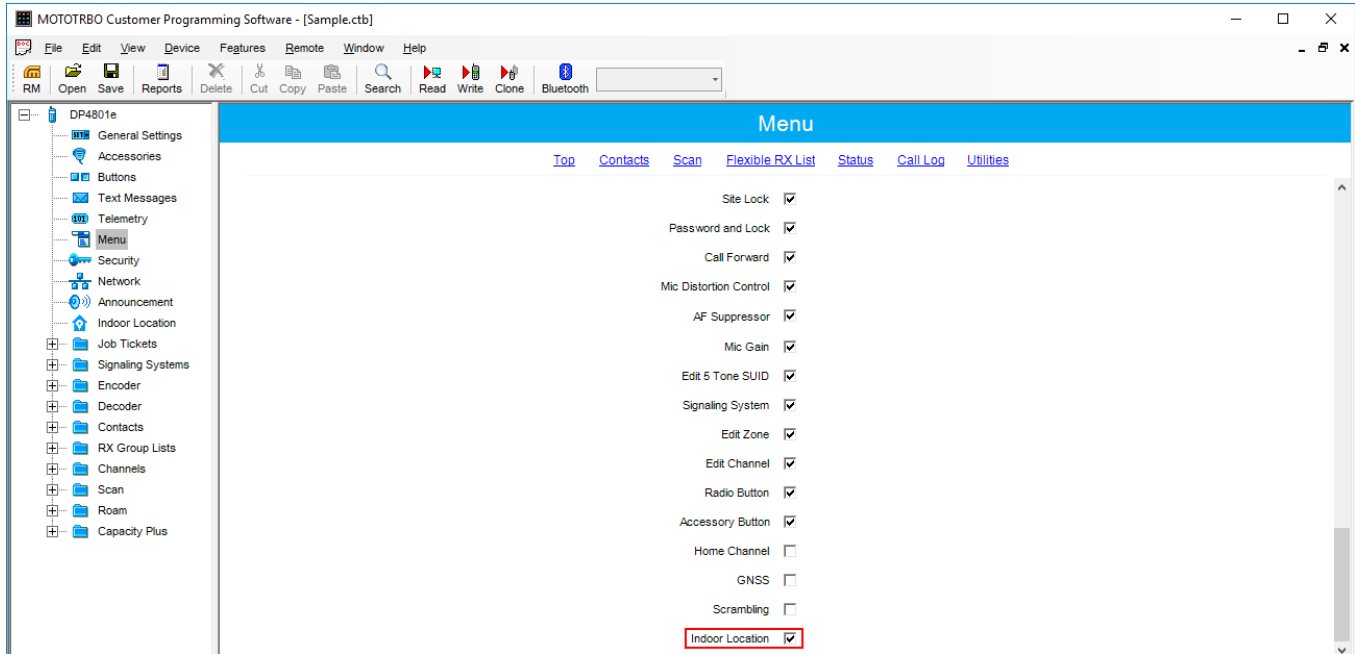 MOTOTRBO Customer Programming Software - [Sample.ctb]
File Edit View Device Features Remote Window Help
RM Open Save Reports Delete Cut Copy Paste Search Read Write Clone Bluetooth
DP4801e
General Settings
Accessories
Buttons
Text Messages
Telemetry
Menu
Security
Network
Announcement
Indoor Location
Job Tickets
Signaling Systems
Encoder
Decoder
Contacts
RX Group Lists
Channels
Scan
Roam
Capacity Plus
Menu
Top Contacts Scan Flexible RX List Status Call Log Utilities
Site Lock
Password and Lock
Call Forward
Mic Distortion Control
AF Suppressor
Mic Gain
Edit 5 Tone SUID
Signaling System
Edit Zone
Edit Channel
Radio Button
Accessory Button
Home Channel
GNSS
Scrambling
Indoor Location